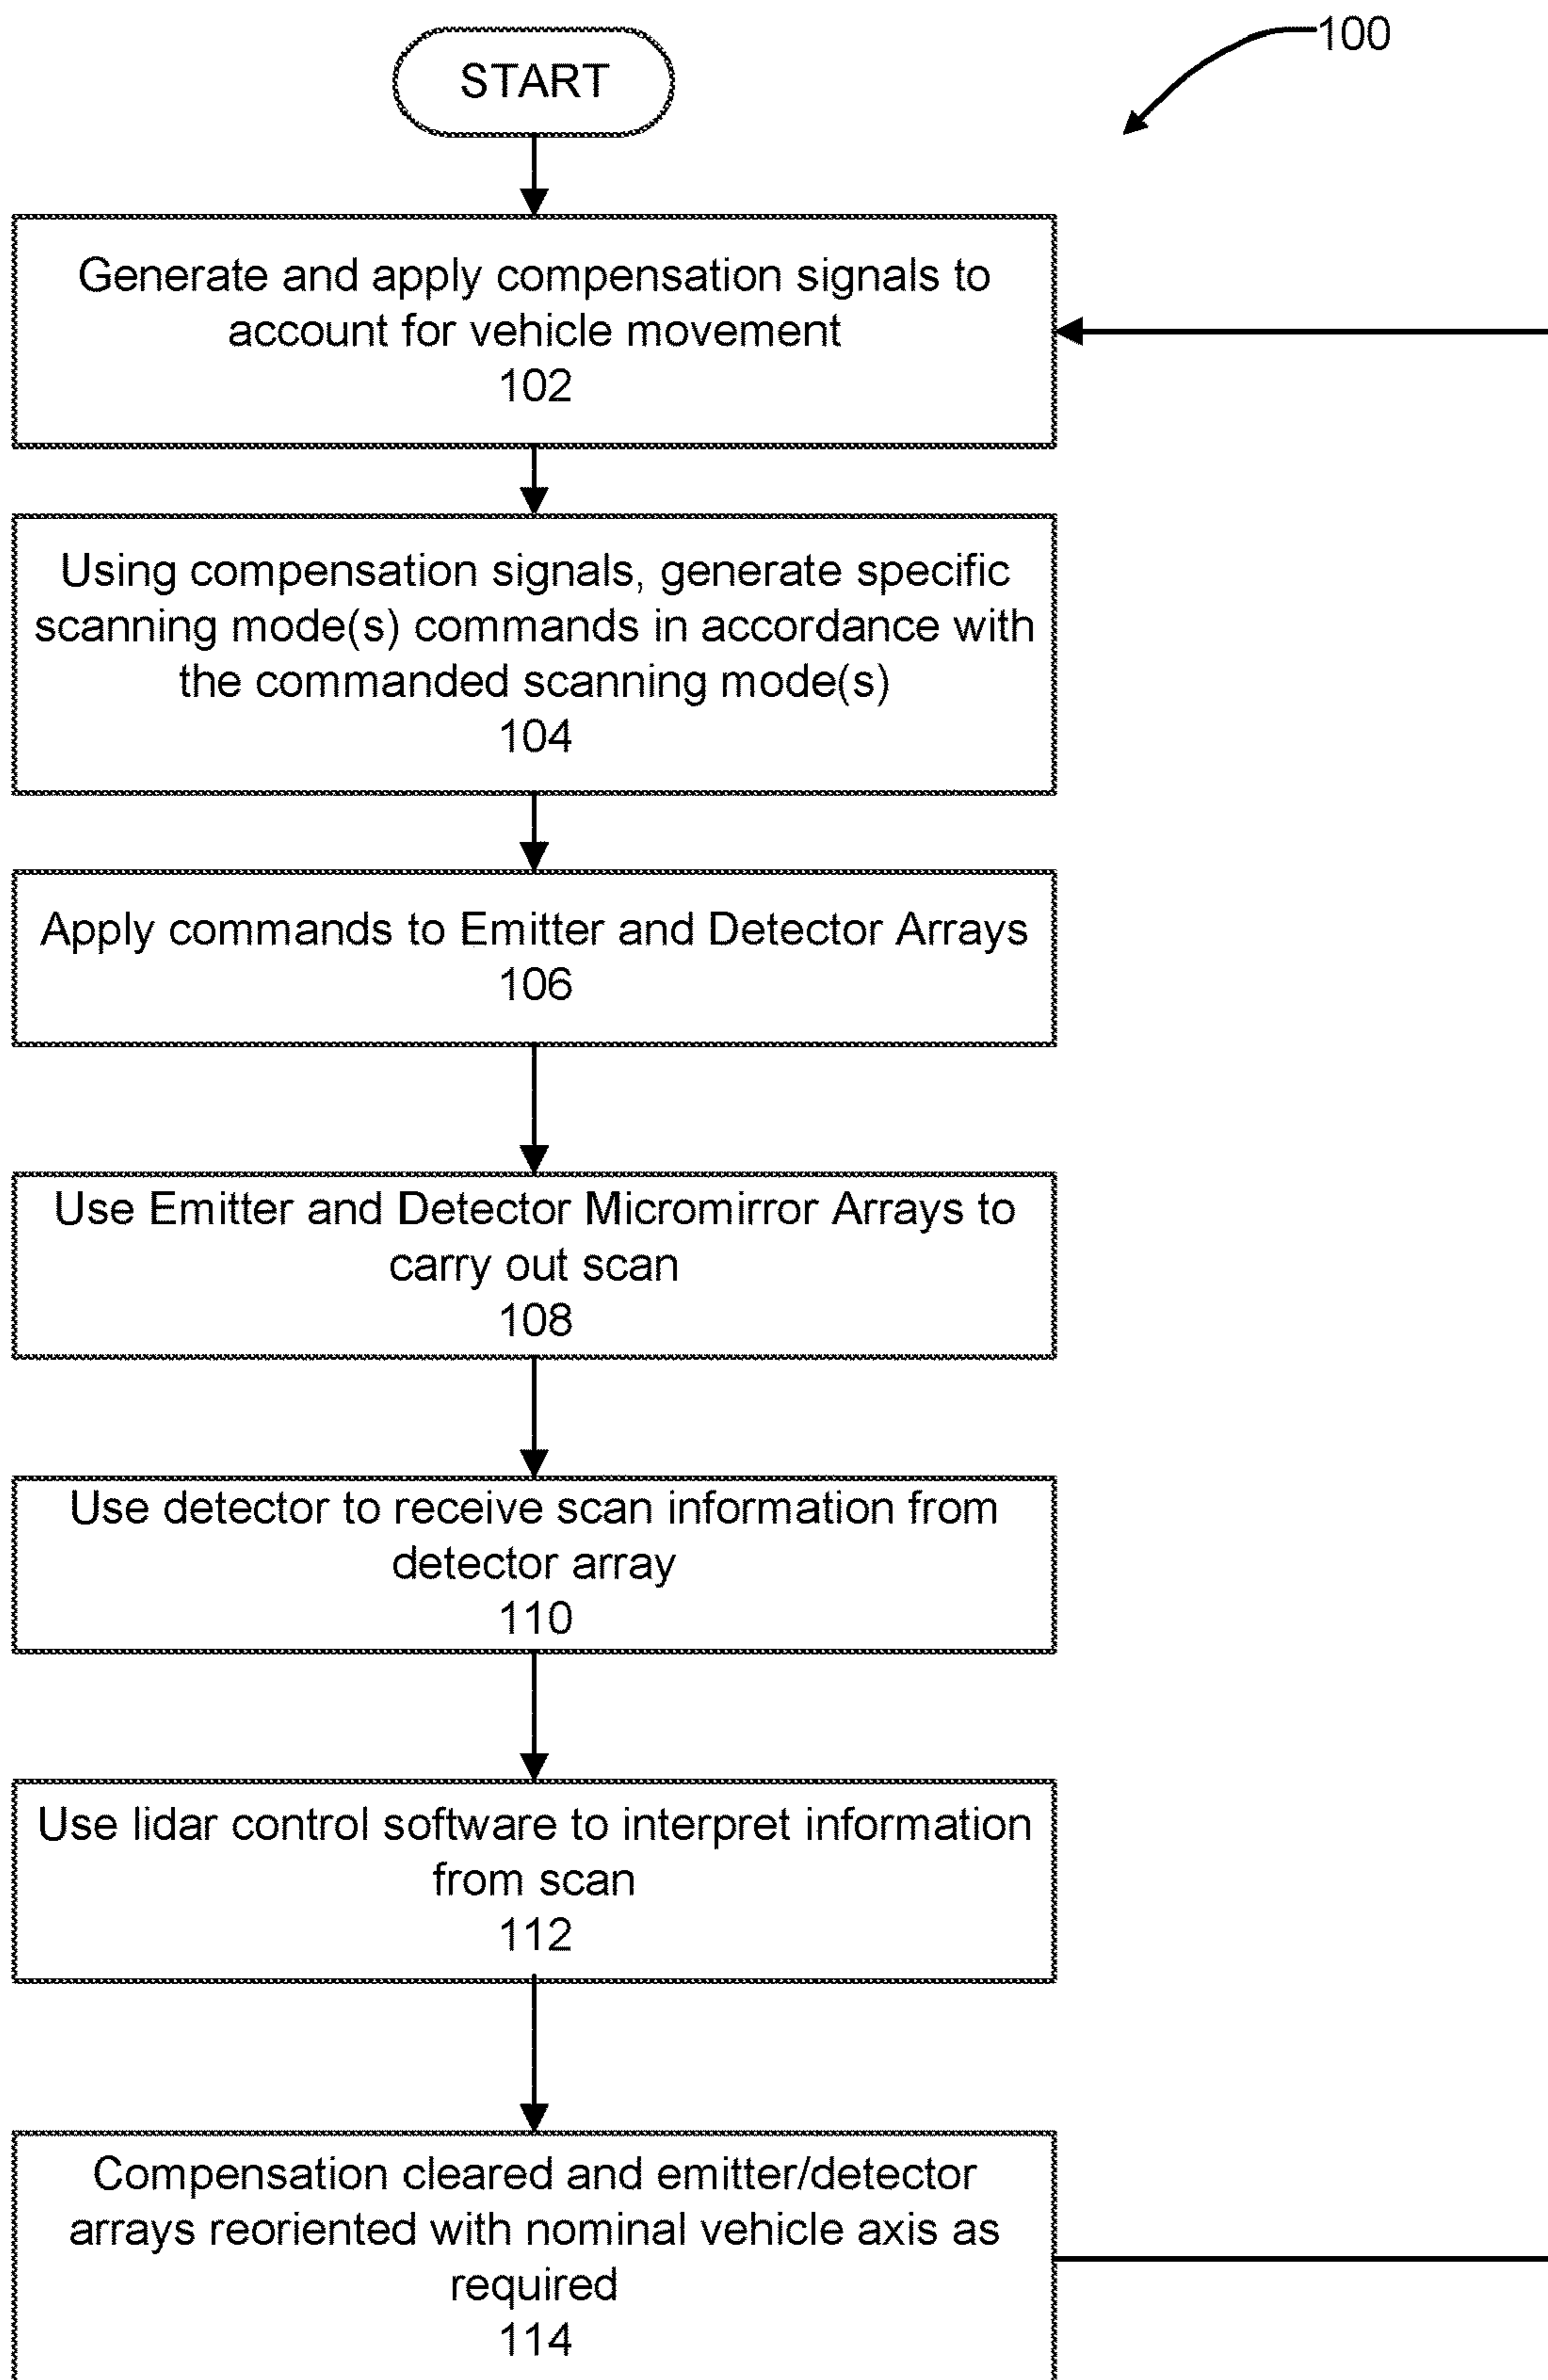 START
100
Generate and apply compensation signals to
account for vehicle movement
102
Using compensation signals, generate specific
scanning mode(s) commands in accordance with
the commanded scanning mode(s)
104
Apply commands to Emitter and Detector Arrays
106
Use Emitter and Detector Micromirror Arrays to
carry out scan
108
Use detector to receive scan information from
detector array
110
Use lidar control software to interpret information
from scan
112
Compensation cleared and emitter/detector
arrays reoriented with nominal vehicle axis as
required
114